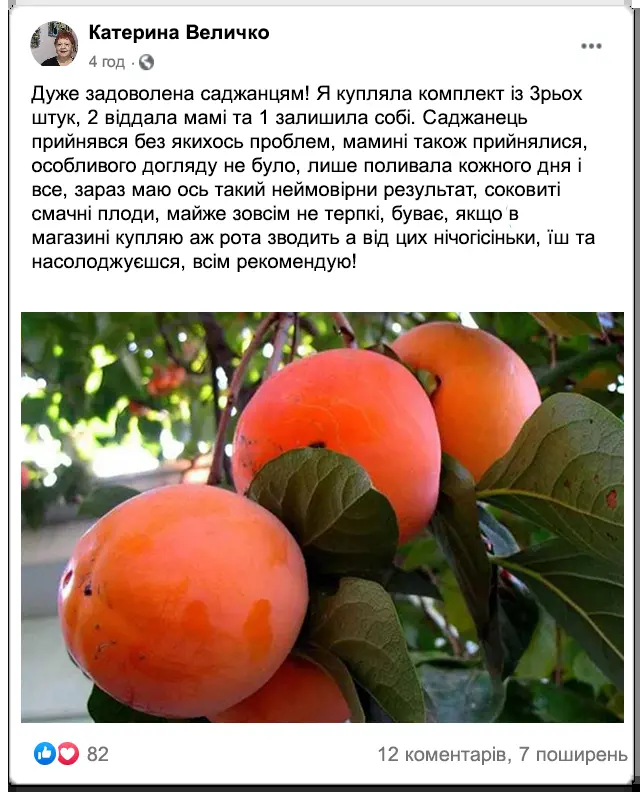 Катерина Величко
4 год ·
Дуже задоволена саджанцям! Я купляла комплект із 3рьох
штук, 2 віддала мамі та 1 залишила собі. Саджанець
прийнявся без якихось проблем, мамині також прийнялися,
особливого догляду не було, лише поливала кожного дня і
все, зараз маю ось такий неймовірни результат, соковиті
смачні плоди, майже зовсім не терпкі, буває, якщо в
магазині купляю аж рота зводить а від цих нічогісіньки, їш та
насолоджуєшся, всім рекомендую!
82
12 коментарів, 7 поширень